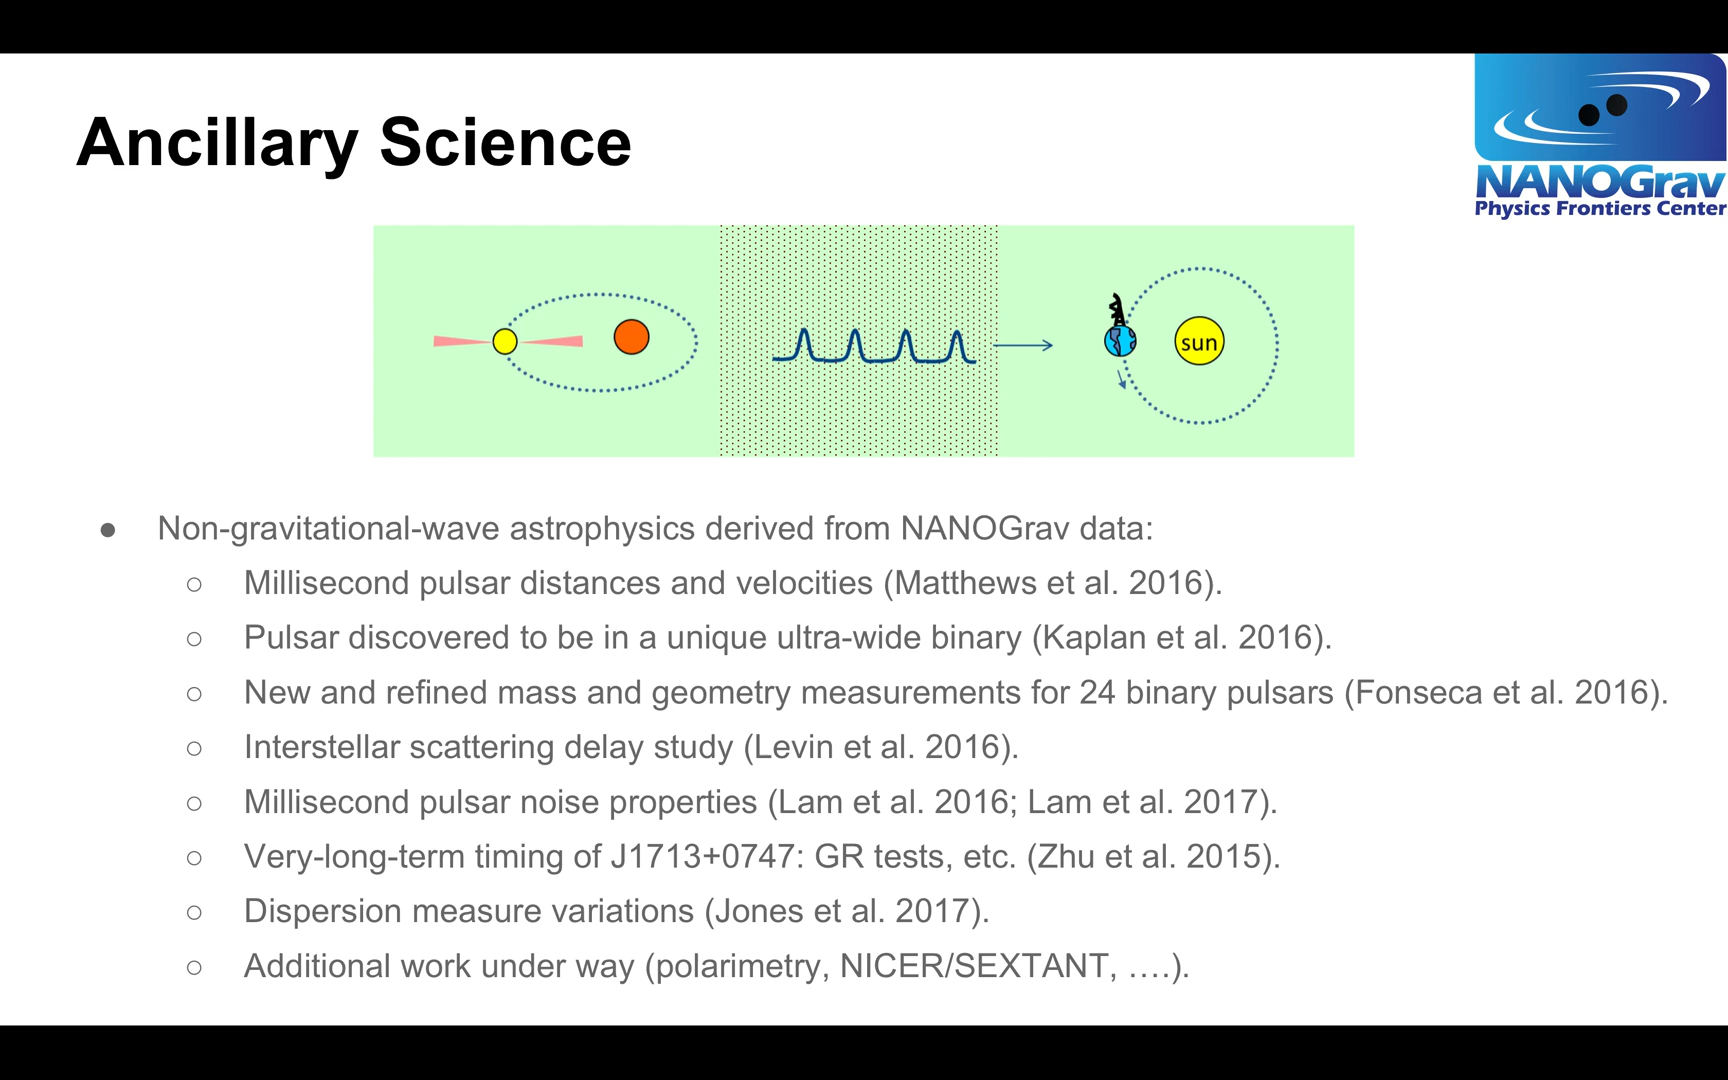 Ancillary Science
NANOGrav
Physics Frontiers Center
sun
● Non-gravitational-wave astrophysics derived from NANOGrav data:
○ Millisecond pulsar distances and velocities (Matthews et al. 2016).
○ Pulsar discovered to be in a unique ultra-wide binary (Kaplan et al. 2016).
○ New and refined mass and geometry measurements for 24 binary pulsars (Fonseca et al. 2016).
○ Interstellar scattering delay study (Levin et al. 2016).
○ Millisecond pulsar noise properties (Lam et al. 2016; Lam et al. 2017).
○ Very-long-term timing of J1713+0747: GR tests, etc. (Zhu et al. 2015).
○ Dispersion measure variations (Jones et al. 2017).
○ Additional work under way (polarimetry, NICER/SEXTANT, ….).